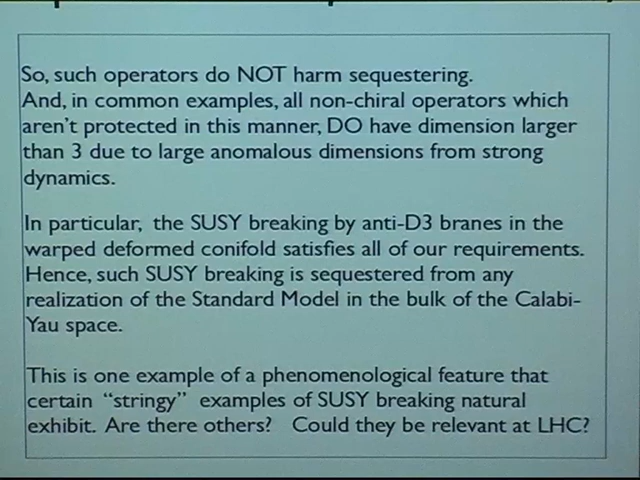 So, such operators do NOT harm sequestering.
And, in common examples, all non-chiral operators which
aren't protected in this manner, DO have dimension larger
than 3 due to large anomalous dimensions from strong
dynamics.
In particular, the SUSY breaking by anti-D3 branes in the
warped deformed conifold satisfies all of our requirements.
Hence, such SUSY breaking is sequestered from any
realization of the Standard Model in the bulk of the Calabi-
Yau space.
This is one example of a phenomenological feature that
certain “stringy” examples of SUSY breaking natural
exhibit. Are there others? Could they be relevant at LHC?